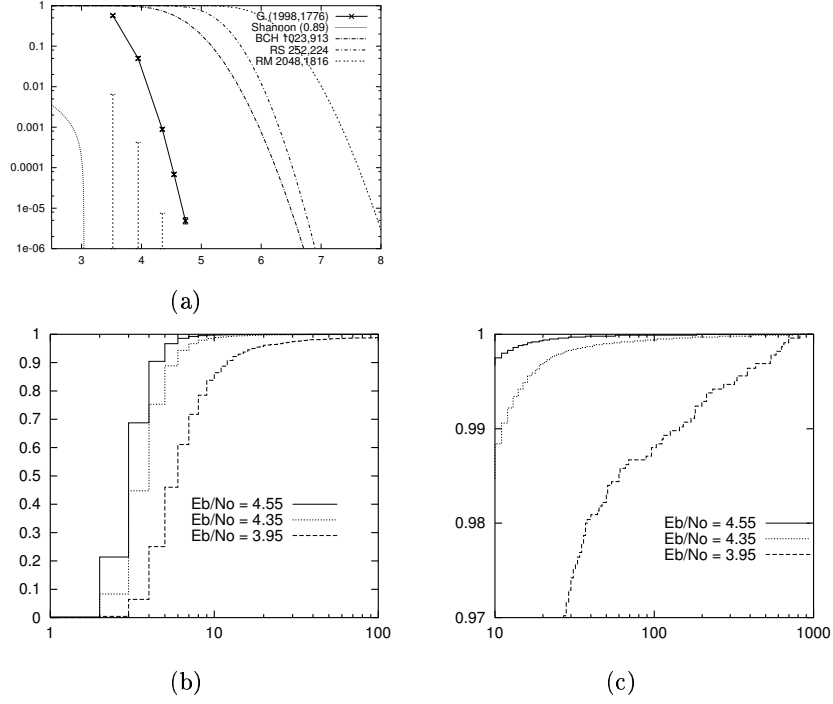 1
0.1
0.01
0.001
0.0001
1e-05
1e-06
3 4 5 6 7 8
G (1998,1776)
Shannon (0.89)
BCH 1023,913
RS 252,224
RM 2048,1816
(a)
1
0.9
0.8
0.7
0.6
0.5
0.4
0.3
0.2
0.1
0
1 10 100
Eb/No = 4.55
Eb/No = 4.35
Eb/No = 3.95
(b)
1
0.99
0.98
0.97
10 100 1000
Eb/No = 4.55
Eb/No = 4.35
Eb/No = 3.95
(c)